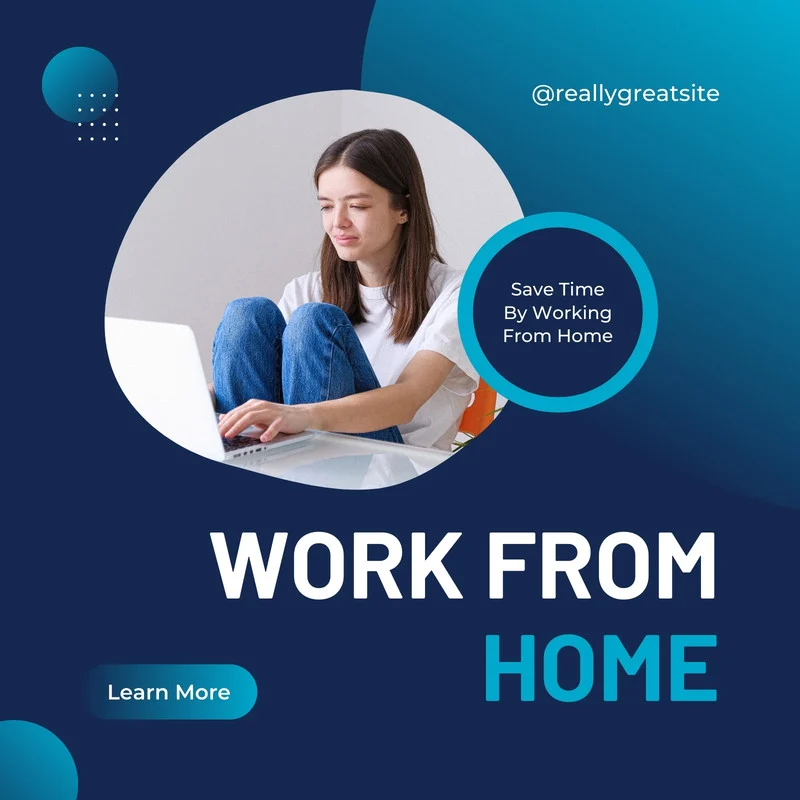 @reallygreatsite
Save Time
By Working
From Home
WORK FROM
HOME
Learn More